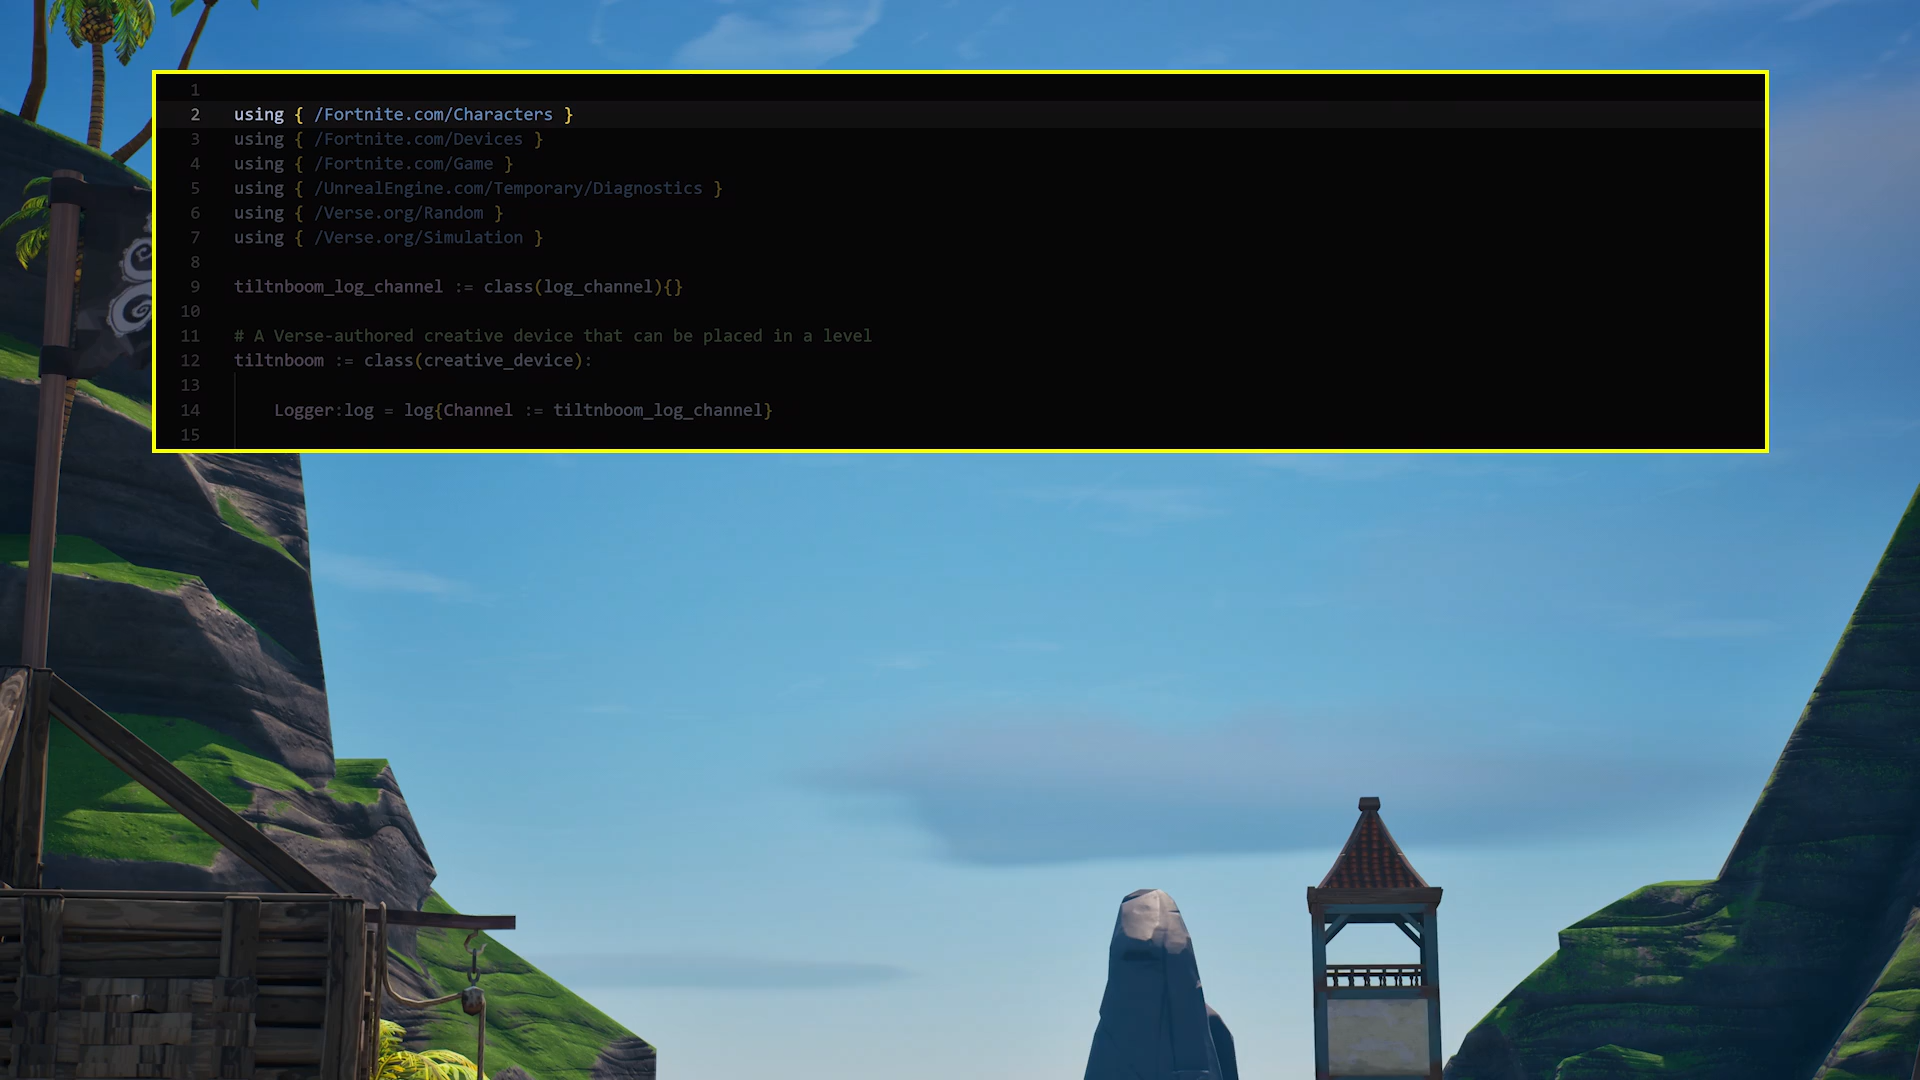 1
2 using { /Fortnite.com/Characters }
3 using { /Fortnite.com/Devices }
4 using { /Fortnite.com/Game }
5 using { /UnrealEngine.com/Temporary/Diagnostics }
6 using { /Verse.org/Random }
7 using { /Verse.org/Simulation }
8
9 tiltnboom_log_channel := class(log_channel){}
10
11 # A Verse-authored creative device that can be placed in a level
12 tiltnboom := class(creative_device):
13
14 Logger:log = log{Channel := tiltnboom_log_channel}
15